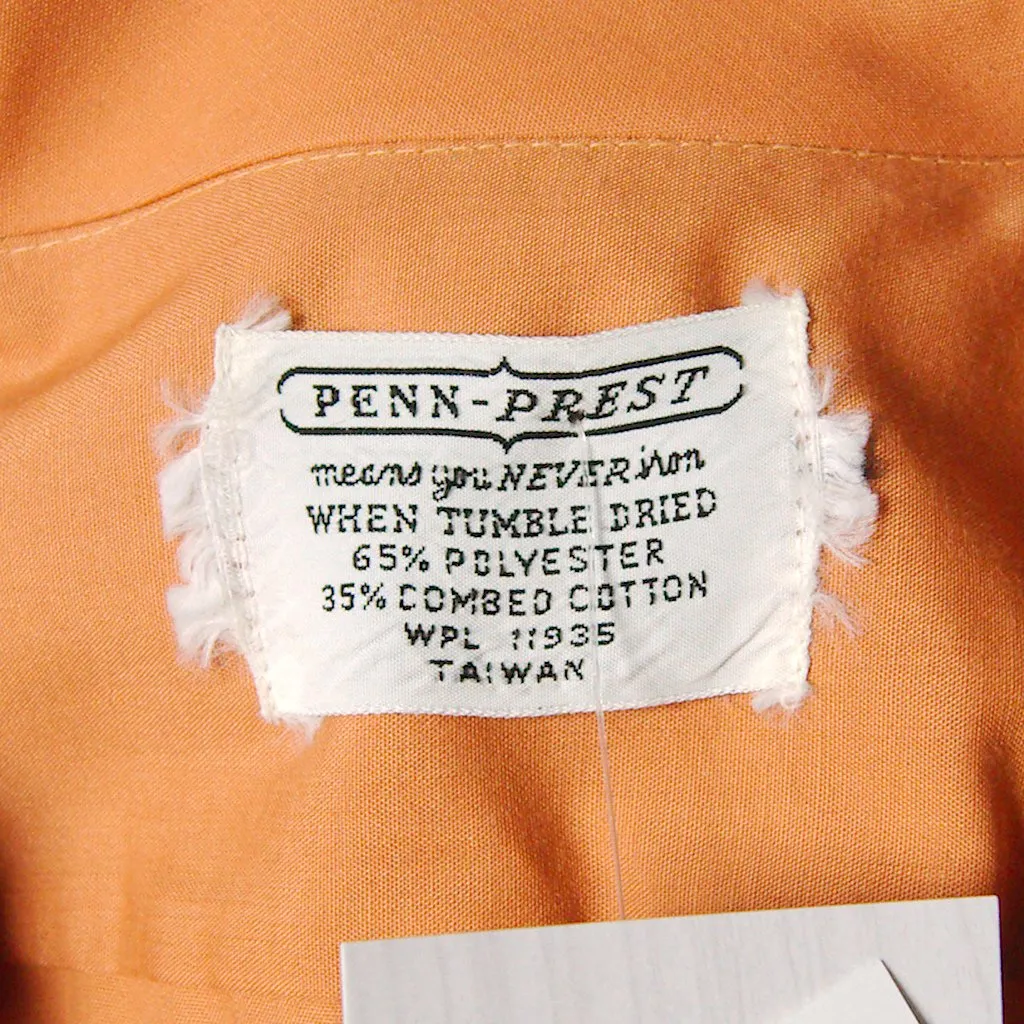 PENN-PREST
means you NEVER iron
WHEN TUMBLE DRIED
65% POLYESTER
35% COMBED COTTON
WPL 11935
TAIWAN